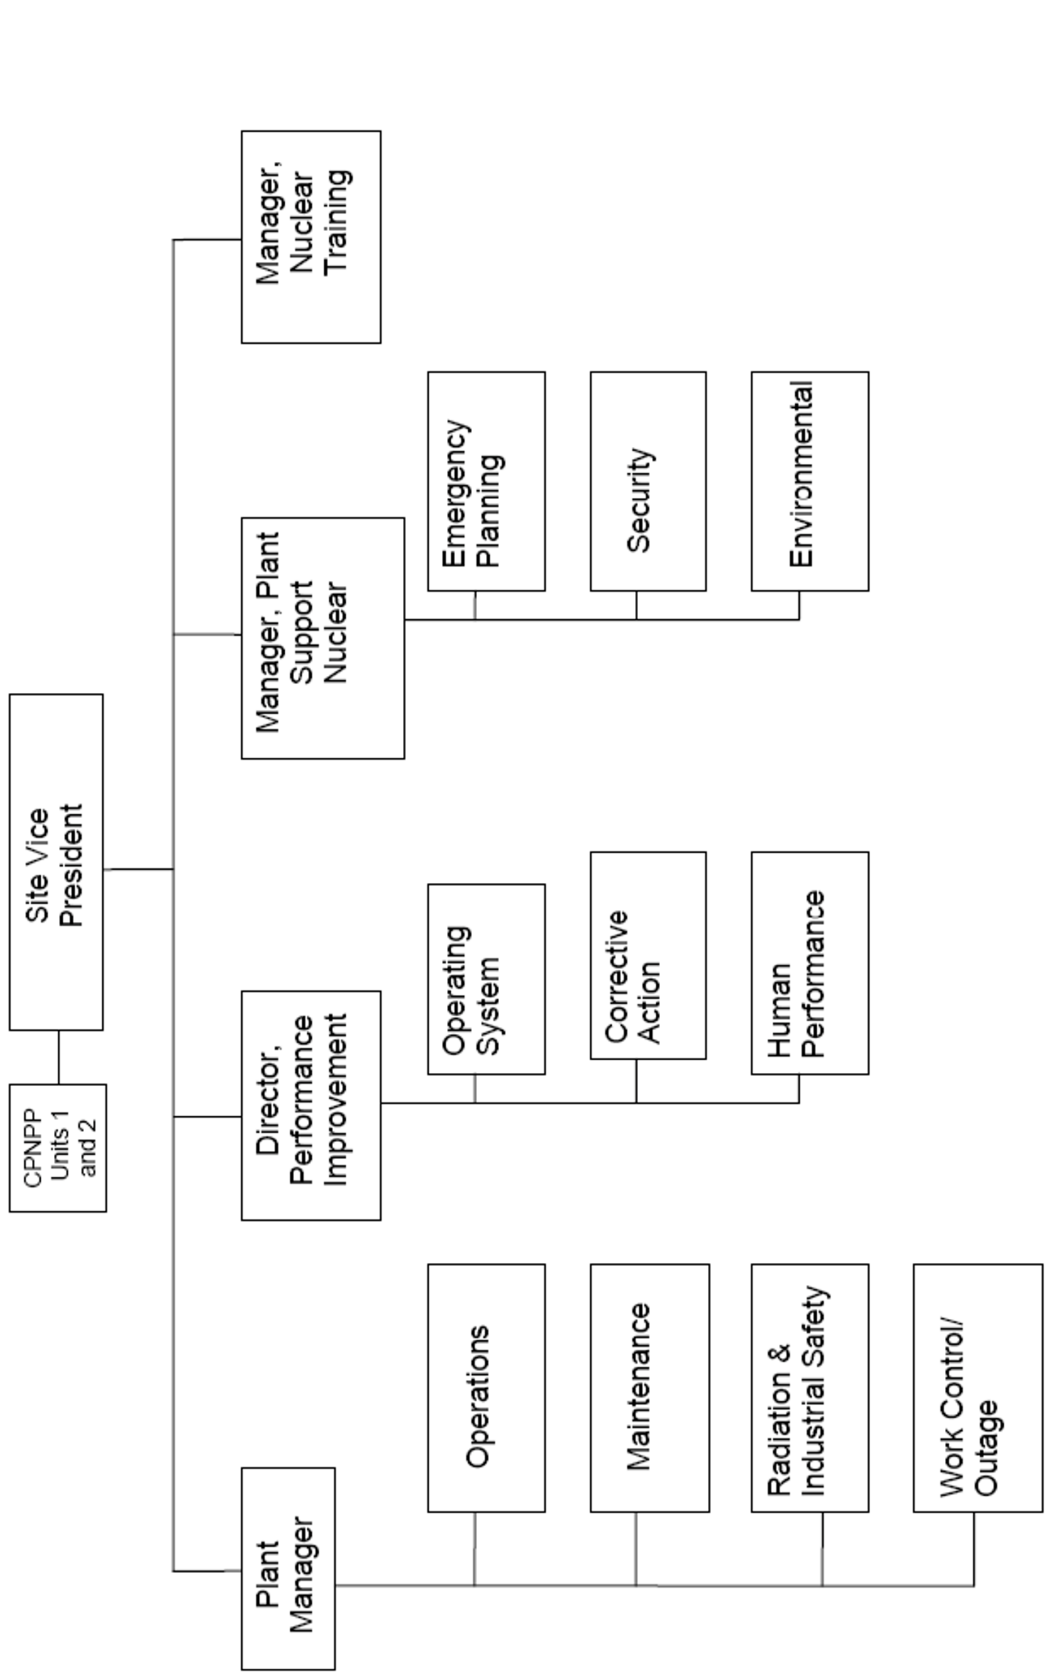 CPNPP
Units 1
and 2
Site Vice
President
Plant
Manager
Director,
Performance
Improvement
Manager, Plant
Support
Nuclear
Manager,
Nuclear
Training
Operations
Maintenance
Radiation &
Industrial Safety
Work Control/
Outage
Operating
System
Corrective
Action
Human
Performance
Emergency
Planning
Security
Environmental